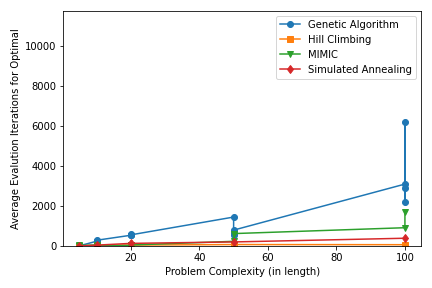 Average Evalution Iterations for Optimal
10000
8000
6000
4000
2000
0
Genetic Algorithm
Hill Climbing
MIMIC
Simulated Annealing
20
40
60
80
100
Problem Complexity (in length)